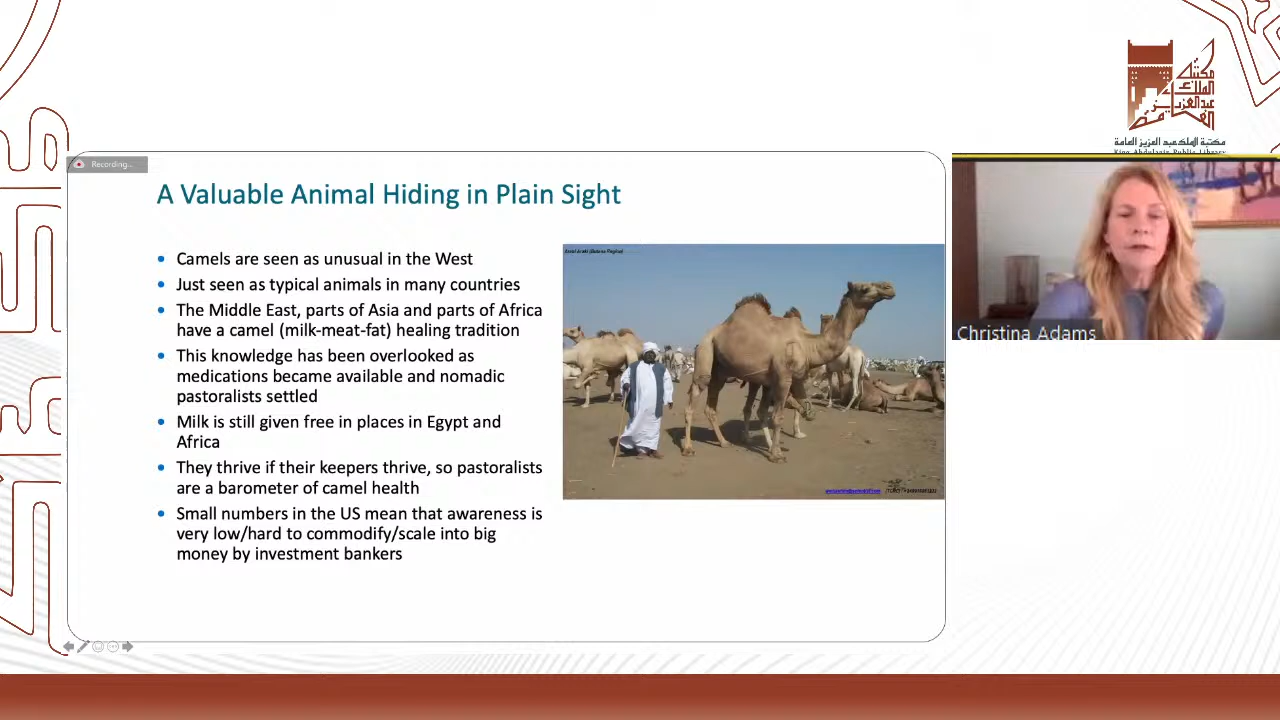 مكتبة
الملك
عبدالعزيز
العامة
مكتبة الملك عبد العزيز العامة
King Abdulaziz Public Library
Recording...
A Valuable Animal Hiding in Plain Sight
• Camels are seen as unusual in the West
• Just seen as typical animals in many countries
• The Middle East, parts of Asia and parts of Africa
have a camel (milk-meat-fat) healing tradition
• This knowledge has been overlooked as
medications became available and nomadic
pastoralists settled
• Milk is still given free in places in Egypt and
Africa
• They thrive if their keepers thrive, so pastoralists
are a barometer of camel health
• Small numbers in the US mean that awareness is
very low/hard to commodify/scale into big
money by investment bankers
Christina Adams